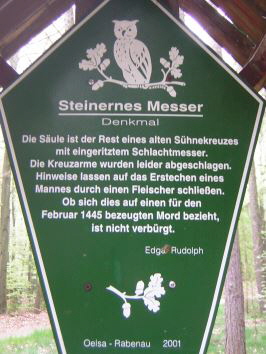 Steinernes Messer
Denkmal
Die Säule ist der Rest eines alten Sühnekreuzes
mit eingeritztem Schlachtmesser.
Die Kreuzarme wurden leider abgeschlagen.
Hinweise lassen auf das Erstechen eines
Mannes durch einen Fleischer schließen.
Ob sich dies auf einen für den
Februar 1445 bezeugten Mord bezieht,
ist nicht verbürgt.
Edgar Rudolph
Oelsa - Rabenau 2001